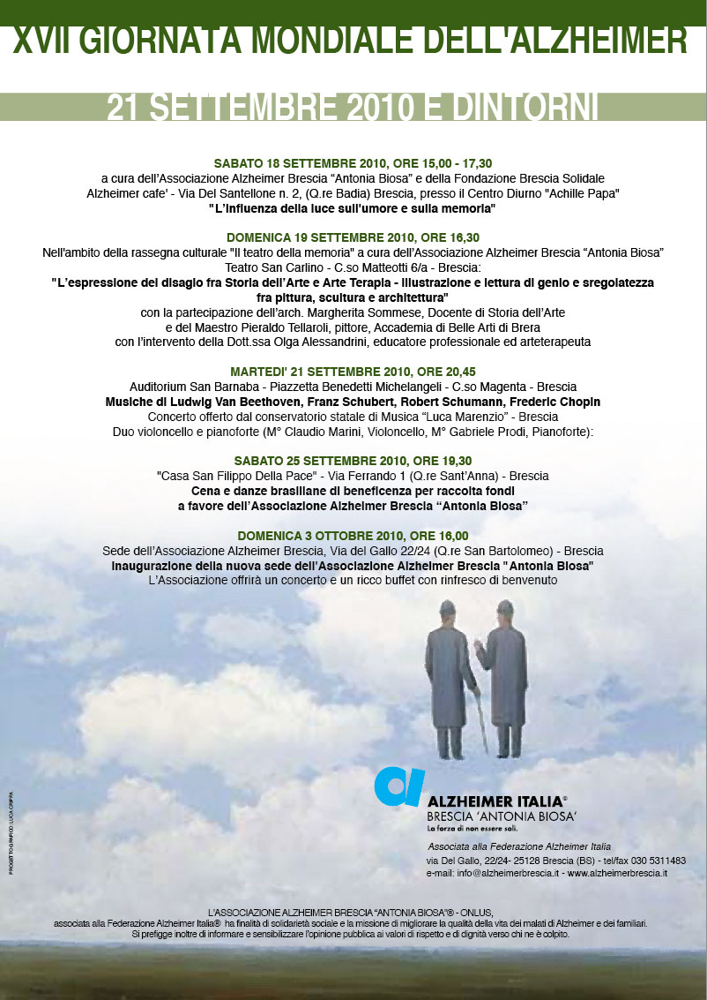 XVII GIORNATA MONDIALE DELL'ALZHEIMER
21 SETTEMBRE 2010 E DINTORNI
SABATO 18 SETTEMBRE 2010, ORE 15,00 - 17,30
a cura dell'Associazione Alzheimer Brescia “Antonia Biosa” e della Fondazione Brescia Solidale
Alzheimer cafe' - Via Del Santellone n. 2, (Q.re Badia) Brescia, presso il Centro Diurno "Achille Papa"
"L'influenza della luce sull'umore e sulla memoria"
DOMENICA 19 SETTEMBRE 2010, ORE 16,30
Nell'ambito della rassegna culturale "Il teatro della memoria" a cura dell'Associazione Alzheimer Brescia “Antonia Biosa”
Teatro San Carlino - C.so Matteotti 6/a - Brescia:
"L'espressione del disagio fra Storia dell'Arte e Arte Terapia - illustrazione e lettura di genio e sregolatezza
fra pittura, scultura e architettura"
con la partecipazione dell'arch. Margherita Sommese, Docente di Storia dell'Arte
e del Maestro Pieraldo Tellaroli, pittore, Accademia di Belle Arti di Brera
con l'intervento della Dott.ssa Olga Alessandrini, educatore professionale ed arteterapeuta
MARTEDI' 21 SETTEMBRE 2010, ORE 20,45
Auditorium San Barnaba - Piazzetta Benedetti Michelangeli - C.so Magenta - Brescia
Musiche di Ludwig Van Beethoven, Franz Schubert, Robert Schumann, Frederic Chopin
Concerto offerto dal conservatorio statale di Musica “Luca Marenzio” - Brescia
Duo violoncello e pianoforte (M° Claudio Marini, Violoncello, M° Gabriele Prodi, Pianoforte):
SABATO 25 SETTEMBRE 2010, ORE 19,30
"Casa San Filippo Della Pace" - Via Ferrando 1 (Q.re Sant'Anna) - Brescia
Cena e danze brasiliane di beneficenza per raccolta fondi
a favore dell'Associazione Alzheimer Brescia “Antonia Biosa”
DOMENICA 3 OTTOBRE 2010, ORE 16,00
Sede dell'Associazione Alzheimer Brescia, Via del Gallo 22/24 (Q.re San Bartolomeo) - Brescia
Inaugurazione della nuova sede dell'Associazione Alzheimer Brescia "Antonia Biosa"
L'Associazione offrirà un concerto e un ricco buffet con rinfresco di benvenuto
ALZHEIMER ITALIA®
BRESCIA 'ANTONIA BIOSA'
La forza di non essere soli.
Associata alla Federazione Alzheimer Italia
via Del Gallo, 22/24- 25128 Brescia (BS) - tel/fax 030 5311483
e-mail: info@alzheimerbrescia.it - www.alzheimerbrescia.it
PROGETTO GRAFICO: LUCA CRIPPA
L'ASSOCIAZIONE ALZHEIMER BRESCIA “ANTONIA BIOSA”® - ONLUS,
associata alla Federazione Alzheimer Italia® ha finalità di solidarietà sociale e la missione di migliorare la qualità della vita dei malati di Alzheimer e dei familiari.
Si prefigge inoltre di informare e sensibilizzare l'opinione pubblica ai valori di rispetto e di dignità verso chi ne è colpito.